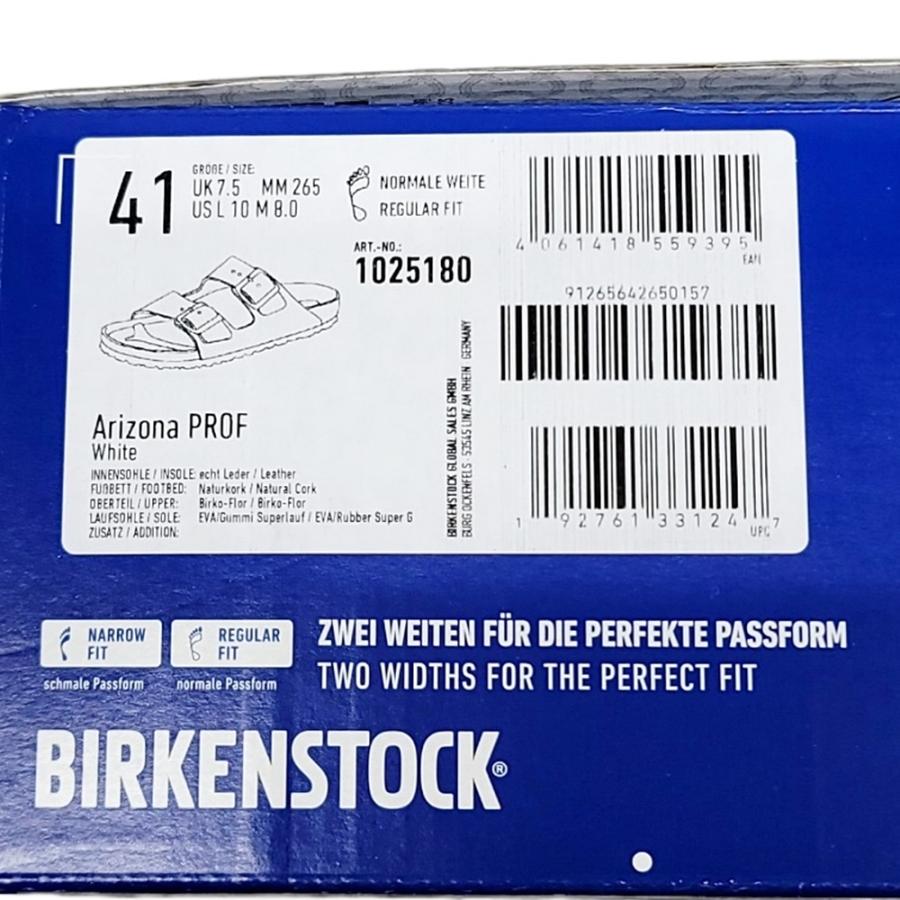 41
GRÖßE / SIZE:
UK 7.5 MM 265
US L 10 M 8.0
NORMALE WEITE
REGULAR FIT
ART.-NO.:
1025180
4 061418 559395
EAN
91265642650157
1 92761 33124 7
UPC
Arizona PROF
White
INNENSOHLE / INSOLE: echt Leder / Leather
FUßBETT / FOOTBED: Naturkork / Natural Cork
OBERTEIL / UPPER: Birko-Flor / Birko-Flor
LAUFSOHLE / SOLE: EVA/Gummi Superlauf / EVA/Rubber Super G
ZUSATZ / ADDITION:
BIRKENSTOCK GLOBAL SALES GMBH
BURG OCKENFELS · 53545 LINZ AM RHEIN GERMANY
NARROW FIT
schmale Passform
REGULAR FIT
normale Passform
ZWEI WEITEN FÜR DIE PERFEKTE PASSFORM
TWO WIDTHS FOR THE PERFECT FIT
BIRKENSTOCK®